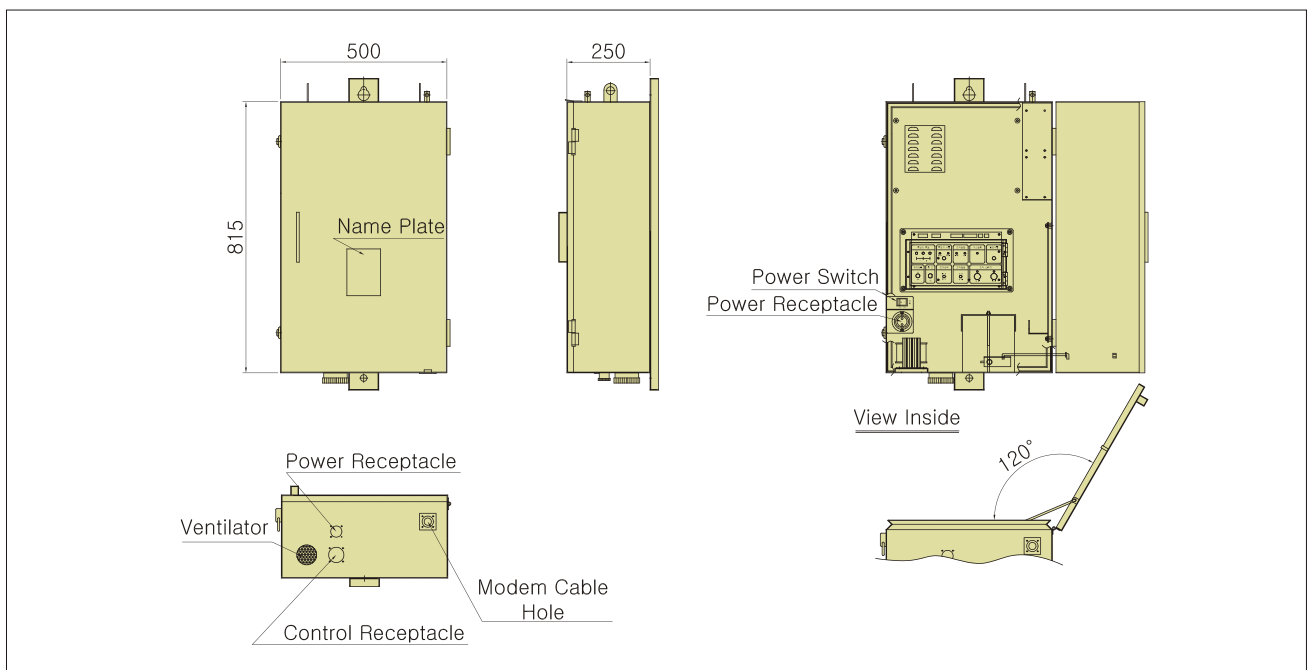 500
250
815
Name Plate
Power Switch
Power Receptacle
View Inside
120°
Power Receptacle
Ventilator
Modem Cable
Hole
Control Receptacle